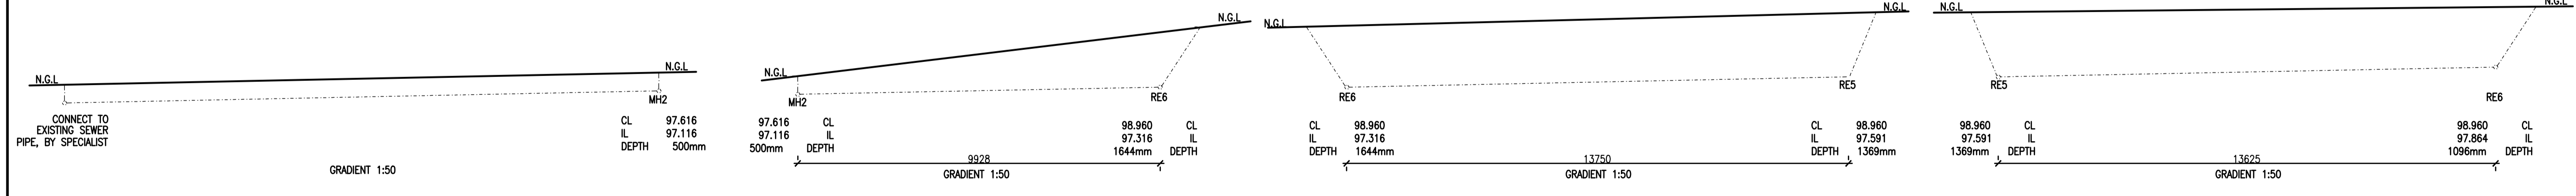 N.G.L
N.G.L
MH2
CONNECT TO
EXISTING SEWER
PIPE, BY SPECIALIST
CL 97.616
IL 97.116
DEPTH 500mm
GRADIENT 1:50
N.G.L
N.G.L
MH2
RE6
97.616 CL
97.116 IL
500mm DEPTH
98.960 CL
97.316 IL
1644mm DEPTH
9928
GRADIENT 1:50
N.G.L
N.G.L
RE6
RE5
CL 98.960
IL 97.316
DEPTH 1644mm
CL 98.960
IL 97.591
DEPTH 1369mm
13750
GRADIENT 1:50
N.G.L
N.G.L
RE5
RE6
98.960 CL
97.591 IL
1369mm DEPTH
98.960 CL
97.864 IL
1096mm DEPTH
13625
GRADIENT 1:50